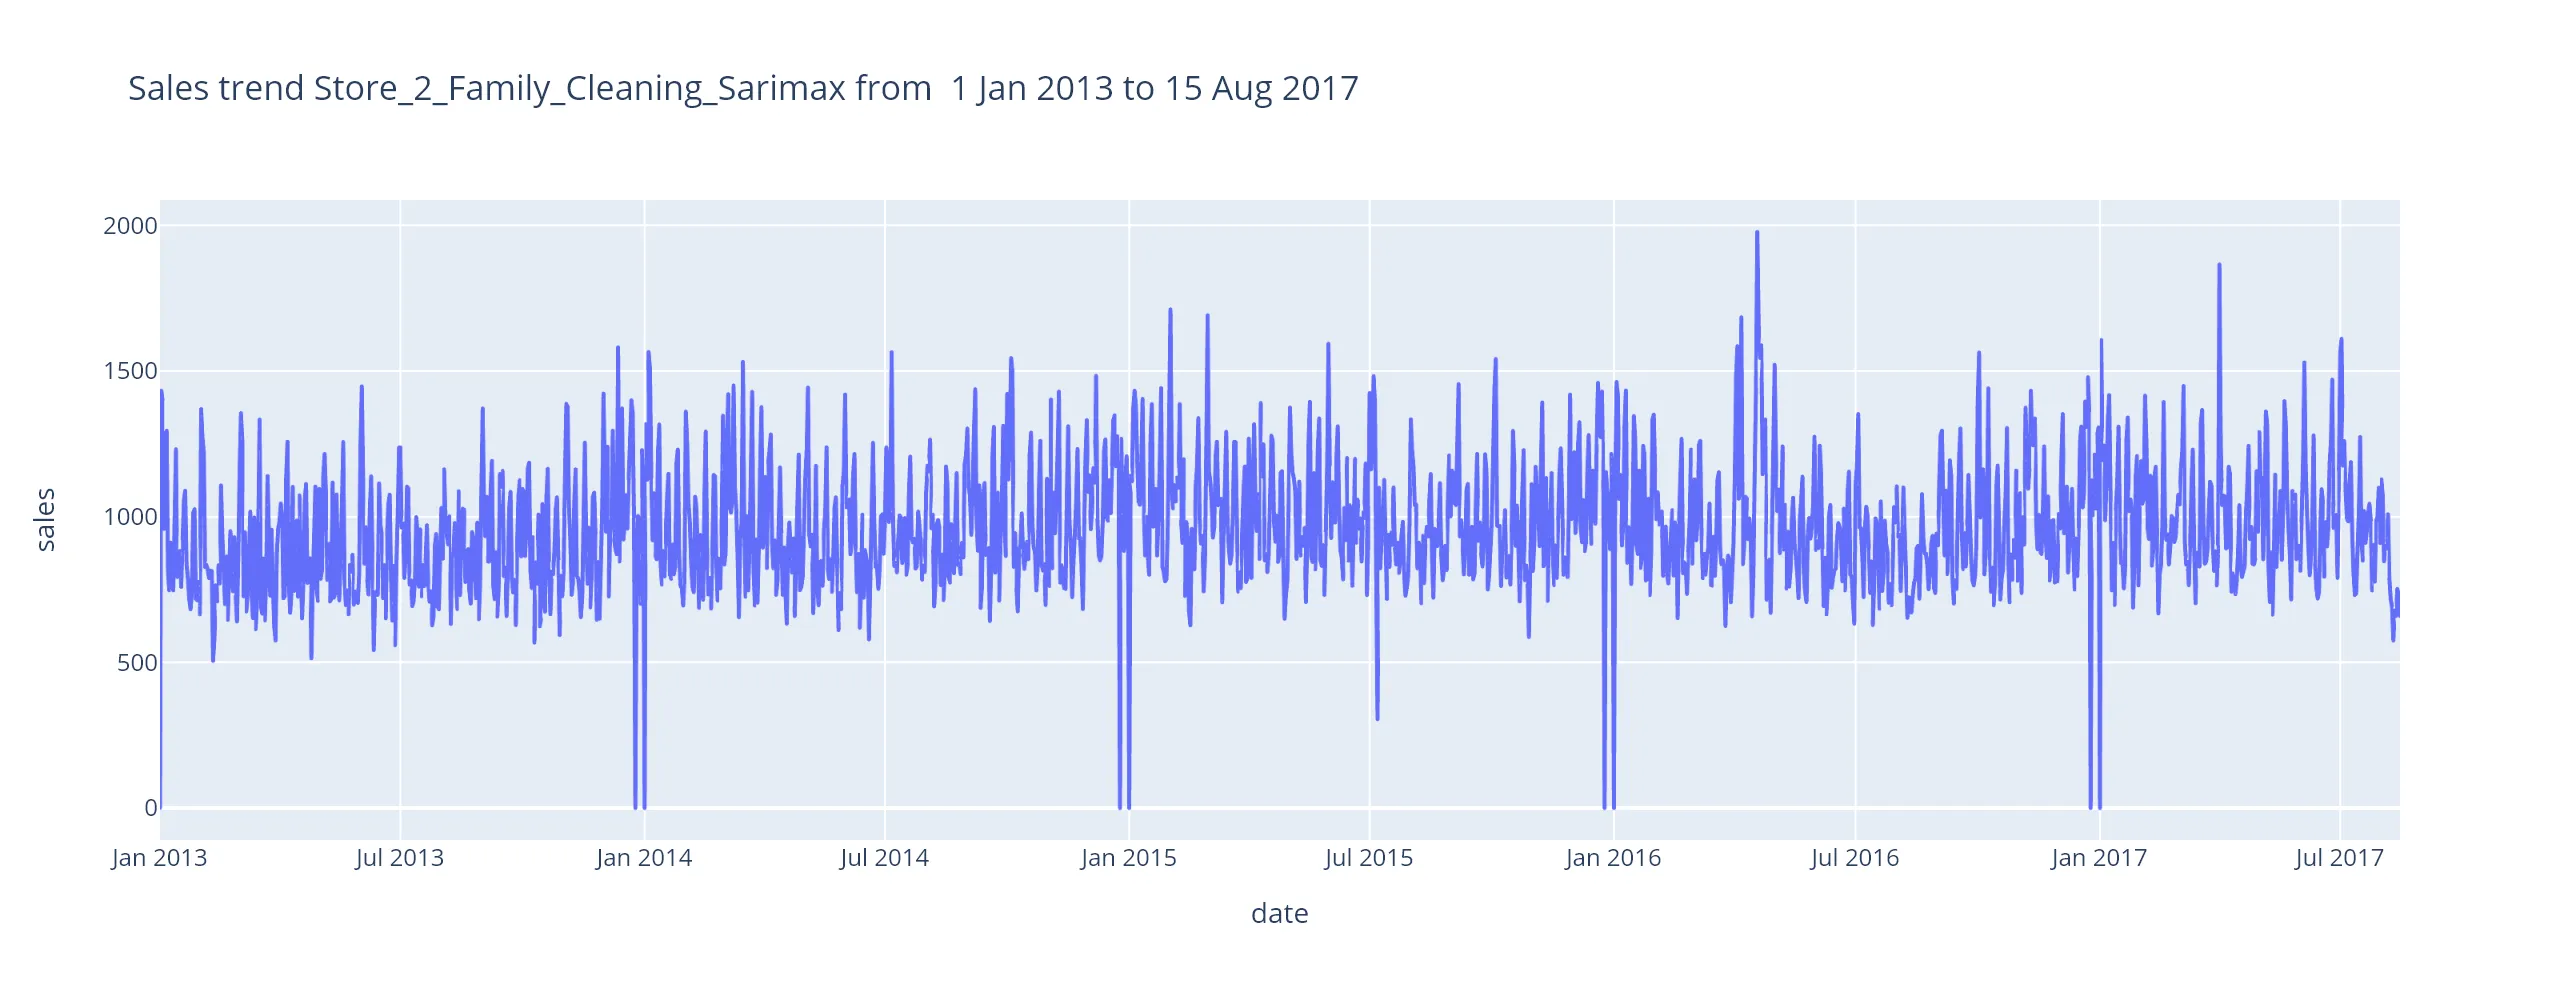 Sales trend Store_2_Family_Cleaning_Sarimax from  1 Jan 2013 to 15 Aug 2017
2000
1500
1000
500
0
sales
Jan 2013 Jul 2013 Jan 2014 Jul 2014 Jan 2015 Jul 2015 Jan 2016 Jul 2016 Jan 2017 Jul 2017
date